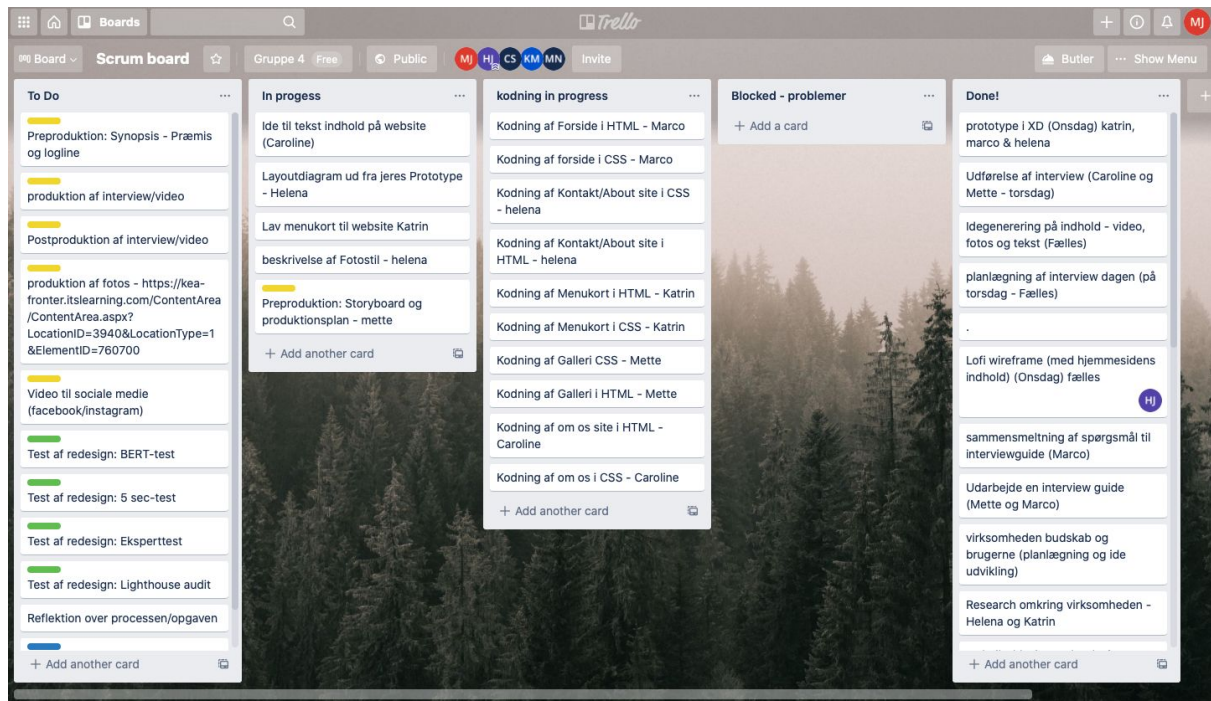 Boards
Trello
MJ
Board
Scrum board
Gruppe 4 Free
Public
MJ HJ CS KM MN
Invite
Butler
... Show Menu
To Do
Preproduktion: Synopsis - Præmis
og logline
produktion af interview/video
Postproduktion af interview/video
produktion af fotos - https://kea-
fronter.itslearning.com/ContentArea
/ContentArea.aspx?
LocationID=3940&LocationType=1
&ElementID=760700
Video til sociale medie
(facebook/instagram)
Test af redesign: BERT-test
Test af redesign: 5 sec-test
Test af redesign: Eksperttest
Test af redesign: Lighthouse audit
Reflektion over processen/opgaven
+ Add another card
In progess
Ide til tekst indhold på website
(Caroline)
Layoutdiagram ud fra jeres Prototype
- Helena
Lav menukort til website Katrin
beskrivelse af Fotostil - helena
Preproduktion: Storyboard og
produktionsplan - mette
+ Add another card
kodning in progress
Kodning af Forside i HTML - Marco
Kodning af forside i CSS - Marco
Kodning af Kontakt/About site i CSS
- helena
Kodning af Kontakt/About site i
HTML - helena
Kodning af Menukort i HTML - Katrin
Kodning af Menukort i CSS - Katrin
Kodning af Galleri CSS - Mette
Kodning af Galleri i HTML - Mette
Kodning af om os site i HTML -
Caroline
Kodning af om os i CSS - Caroline
+ Add another card
Blocked - problemer
+ Add a card
Done!
prototype i XD (Onsdag) katrin,
marco & helena
Udførelse af interview (Caroline og
Mette - torsdag)
Idegenerering på indhold - video,
fotos og tekst (Fælles)
planlægning af interview dagen (på
torsdag - Fælles)
.
Lofi wireframe (med hjemmesidens
indhold) (Onsdag) fælles
HJ
sammensmeltning af spørgsmål til
interviewguide (Marco)
Udarbejde en interview guide
(Mette og Marco)
virksomheden budskab og
brugerne (planlægning og ide
udvikling)
Research omkring virksomheden -
Helena og Katrin
+ Add another card